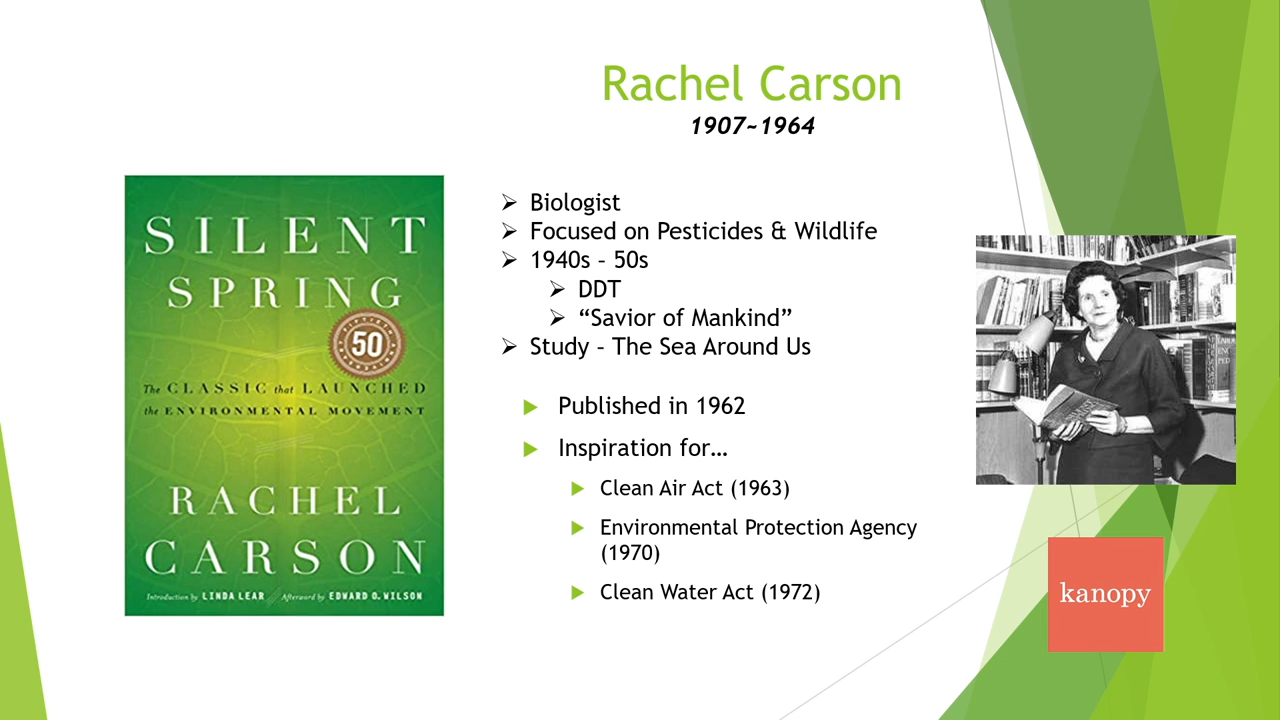 Rachel Carson
1907~1964
SILENT
SPRING
50
The CLASSIC that LAUNCHED
the ENVIRONMENTAL MOVEMENT
RACHEL
CARSON
Introduction by LINDA LEAR // Afterword by EDWARD O. WILSON
Biologist
Focused on Pesticides & Wildlife
1940s – 50s
DDT
“Savior of Mankind”
Study – The Sea Around Us
Published in 1962
Inspiration for…
Clean Air Act (1963)
Environmental Protection Agency
(1970)
Clean Water Act (1972)
kanopy